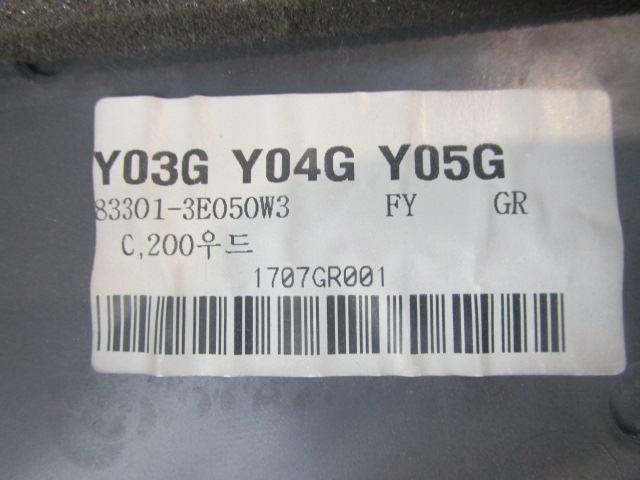 Y03G Y04G Y05G
83301-3E050W3 FY GR
C,200우드
1707GR001